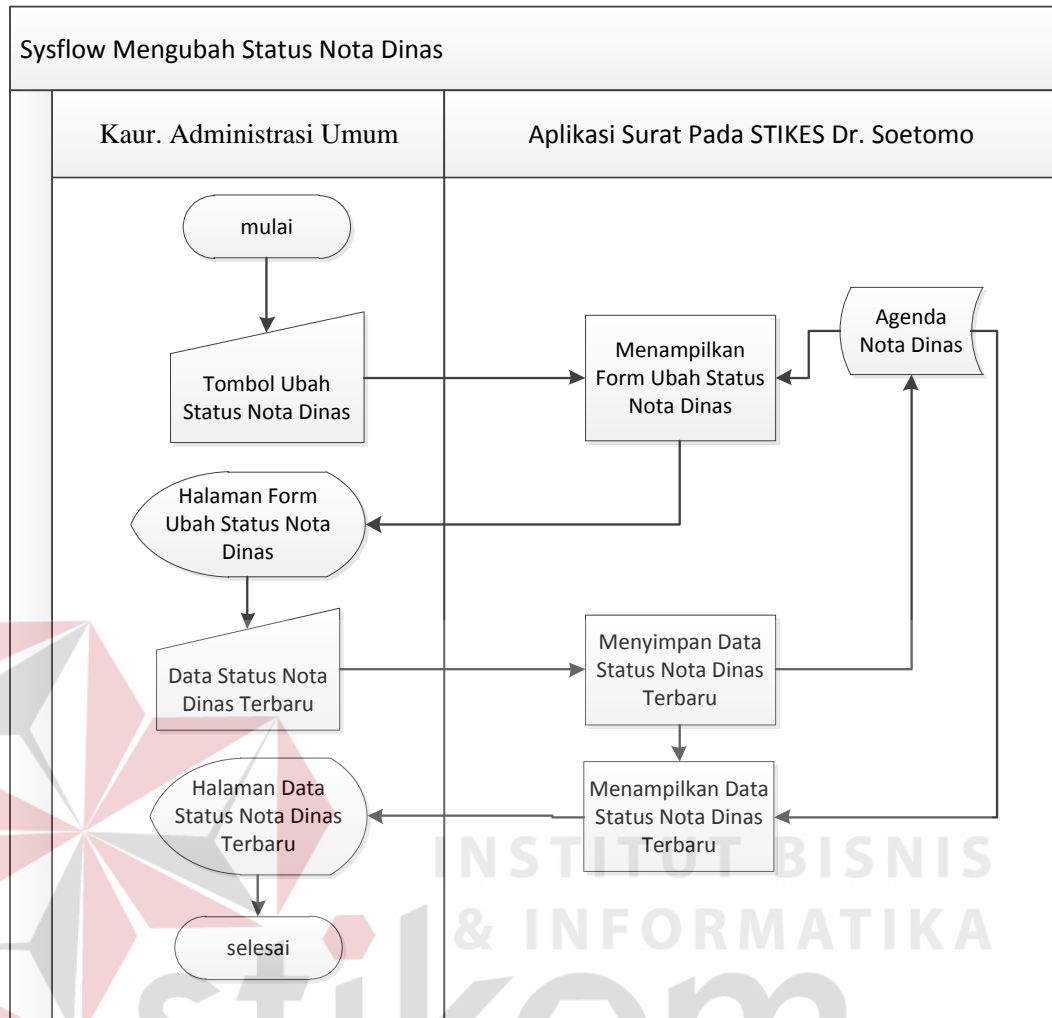 Sysflow Mengubah Status Nota Dinas
Kaur. Administrasi Umum
Aplikasi Surat Pada STIKES Dr. Soetomo
mulai
Tombol Ubah
Status Nota Dinas
Menampilkan
Form Ubah Status
Nota Dinas
Agenda
Nota Dinas
Halaman Form
Ubah Status Nota
Dinas
Data Status Nota
Dinas Terbaru
Menyimpan Data
Status Nota Dinas
Terbaru
Halaman Data
Status Nota Dinas
Terbaru
Menampilkan Data
Status Nota Dinas
Terbaru
selesai
INSTITUT BISNIS
& INFORMATIKA
stikom